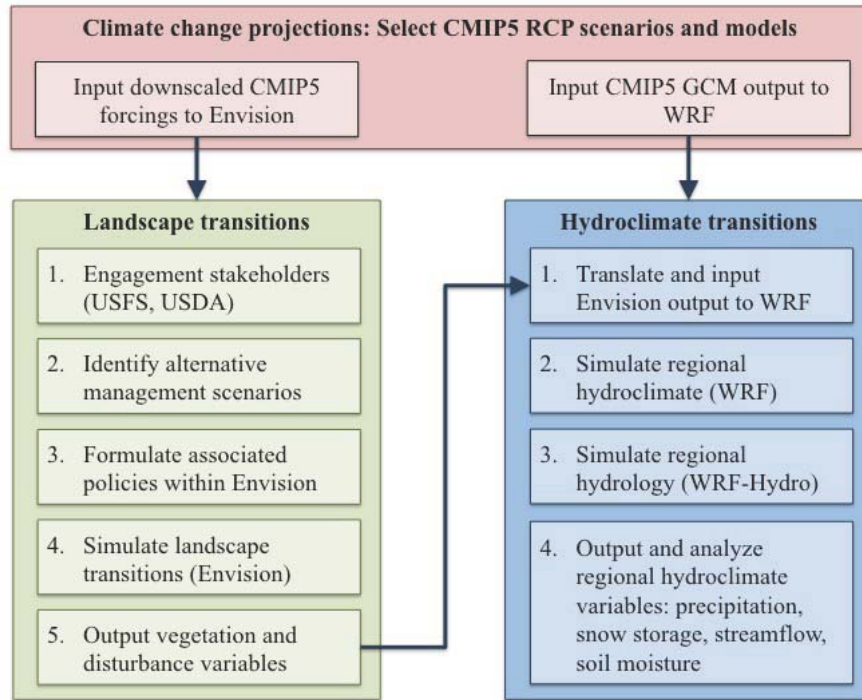 Climate change projections: Select CMIP5 RCP scenarios and models
Input downscaled CMIP5
forcings to Envision
Input CMIP5 GCM output to
WRF
Landscape transitions
1. Engagement stakeholders
(USFS, USDA)
2. Identify alternative
management scenarios
3. Formulate associated
policies within Envision
4. Simulate landscape
transitions (Envision)
5. Output vegetation and
disturbance variables
Hydroclimate transitions
1. Translate and input
Envision output to WRF
2. Simulate regional
hydroclimate (WRF)
3. Simulate regional
hydrology (WRF-Hydro)
4. Output and analyze
regional hydroclimate
variables: precipitation,
snow storage, streamflow,
soil moisture